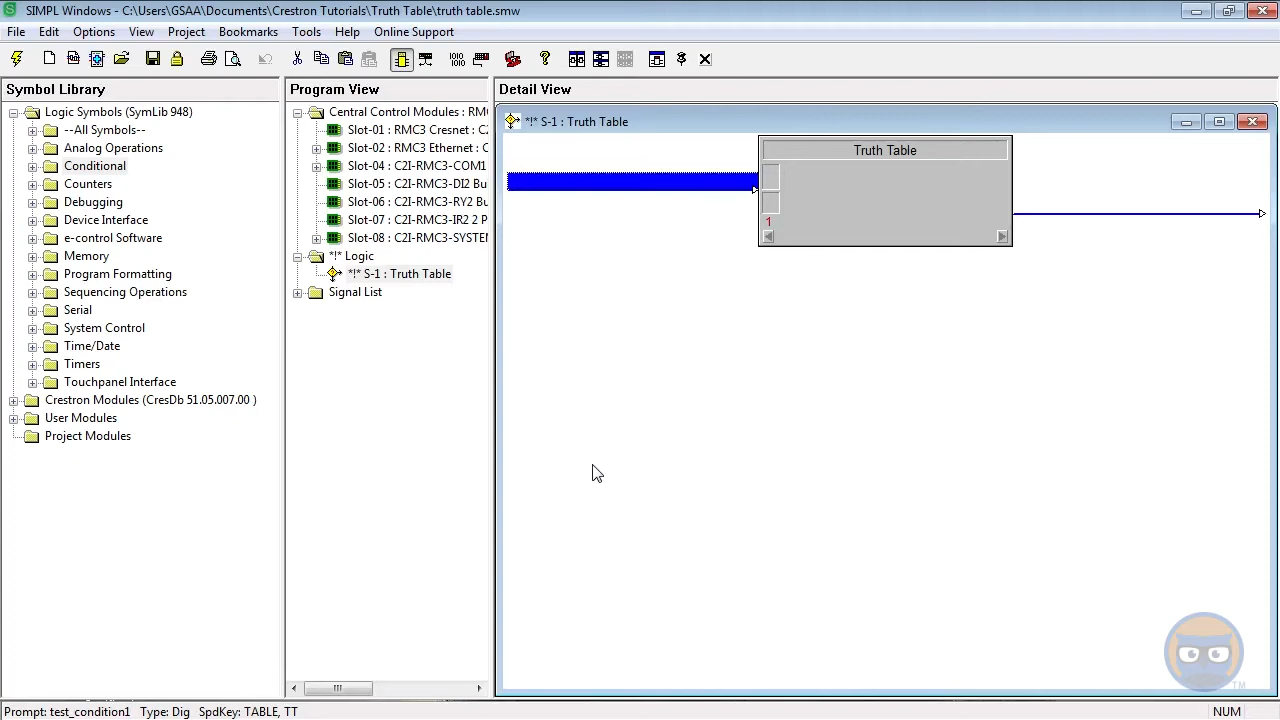 SIMPL Windows - C:\Users\GSAA\Documents\Crestron Tutorials\Truth Table\truth table.smw
File Edit Options View Project Bookmarks Tools Help Online Support
Symbol Library
Logic Symbols (SymLib 948)
--All Symbols--
Analog Operations
Conditional
Counters
Debugging
Device Interface
e-control Software
Memory
Program Formatting
Sequencing Operations
Serial
System Control
Time/Date
Timers
Touchpanel Interface
Crestron Modules (CresDb 51.05.007.00 )
User Modules
Project Modules
Program View
Central Control Modules : RMC
Slot-01 : RMC3 Cresnet : C2
Slot-02 : RMC3 Ethernet : C
Slot-04 : C2I-RMC3-COM1
Slot-05 : C2I-RMC3-DI2 Bu
Slot-06 : C2I-RMC3-RY2 Bu
Slot-07 : C2I-RMC3-IR2 2 P
Slot-08 : C2I-RMC3-SYSTEM
*!* Logic
*!* S-1 : Truth Table
Signal List
Detail View
*!* S-1 : Truth Table
Truth Table
1
Prompt: test_condition1 Type: Dig SpdKey: TABLE, TT
NUM
TM